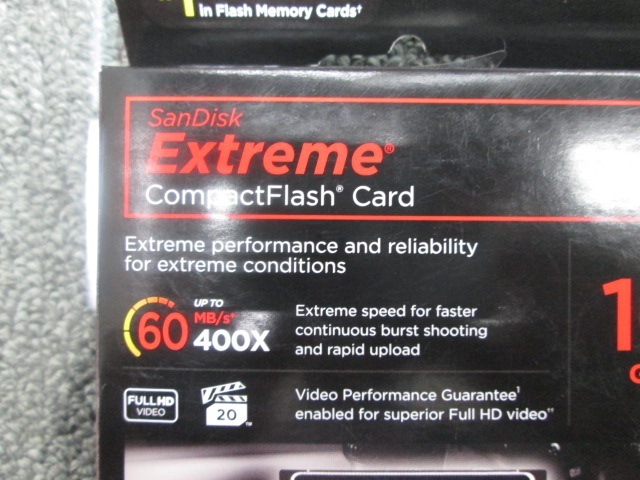 in Flash Memory Cards†
SanDisk
Extreme®
CompactFlash® Card
Extreme performance and reliability
for extreme conditions
UP TO
60 MB/s*
400X
Extreme speed for faster
continuous burst shooting
and rapid upload
FULL HD
VIDEO
20™
Video Performance Guarantee¹
enabled for superior Full HD video††